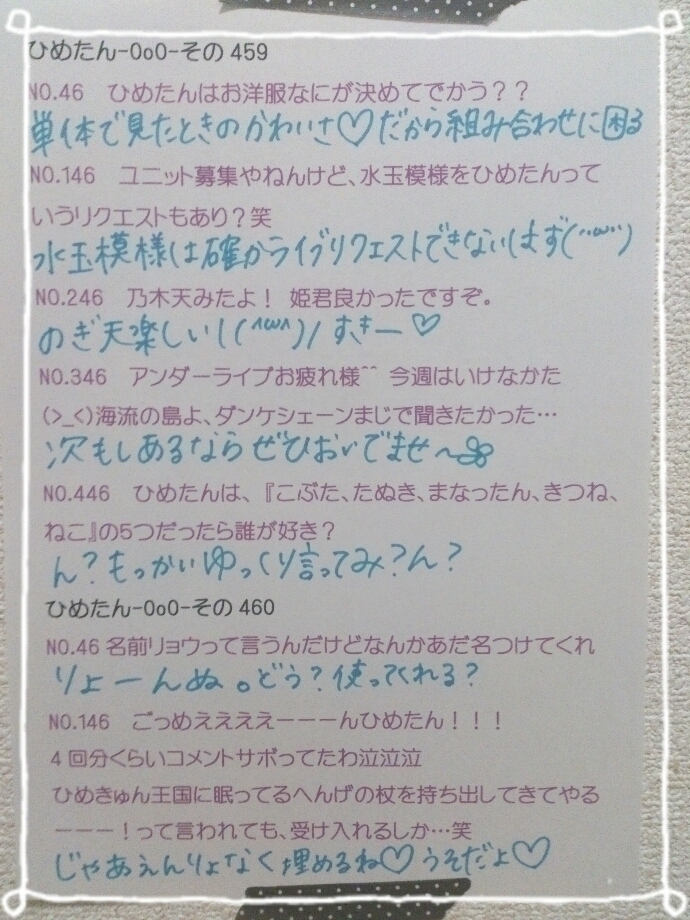 ひめたん-OoO-その459
NO.46 ひめたんはお洋服なにが決めてでかう？？
単体で見たときのかわいさ♡だから組み合わせに困る
NO.146 ユニット募集やねんけど、水玉模様をひめたんって
いうリクエストもあり？笑
水玉模様は確かライブリクエストできないはず(´･ω･`)
NO.246 乃木天みたよ！ 姫君良かったですぞ。
のぎ天楽しい！(^ω^)/ すきー♡
NO.346 アンダーライブお疲れ様^^ 今週はいけなかた
(>_<)海流の島よ、ダンケシェーンまじで聞きたかった…
次もしあるならぜひおいでませ〜
NO.446 ひめたんは、『こぶた、たぬき、まなったん、きつね、
ねこ』の5つだったら誰が好き？
ん？もっかいゆっくり言ってみ？ん？
ひめたん-OoO-その460
NO.46 名前リョウって言うんだけどなんかあだ名つけてくれ
りょーんぬ。どう？使ってくれる？
NO.146 ごっめええええーーーんひめたん！！！
4回分くらいコメントサボってたわ泣泣泣
ひめきゅん王国に眠ってるへんげの杖を持ち出してきてやる
ーーー！って言われても、受け入れるしか…笑
じゃあえんりょなく埋めるね♡うそだよ♡